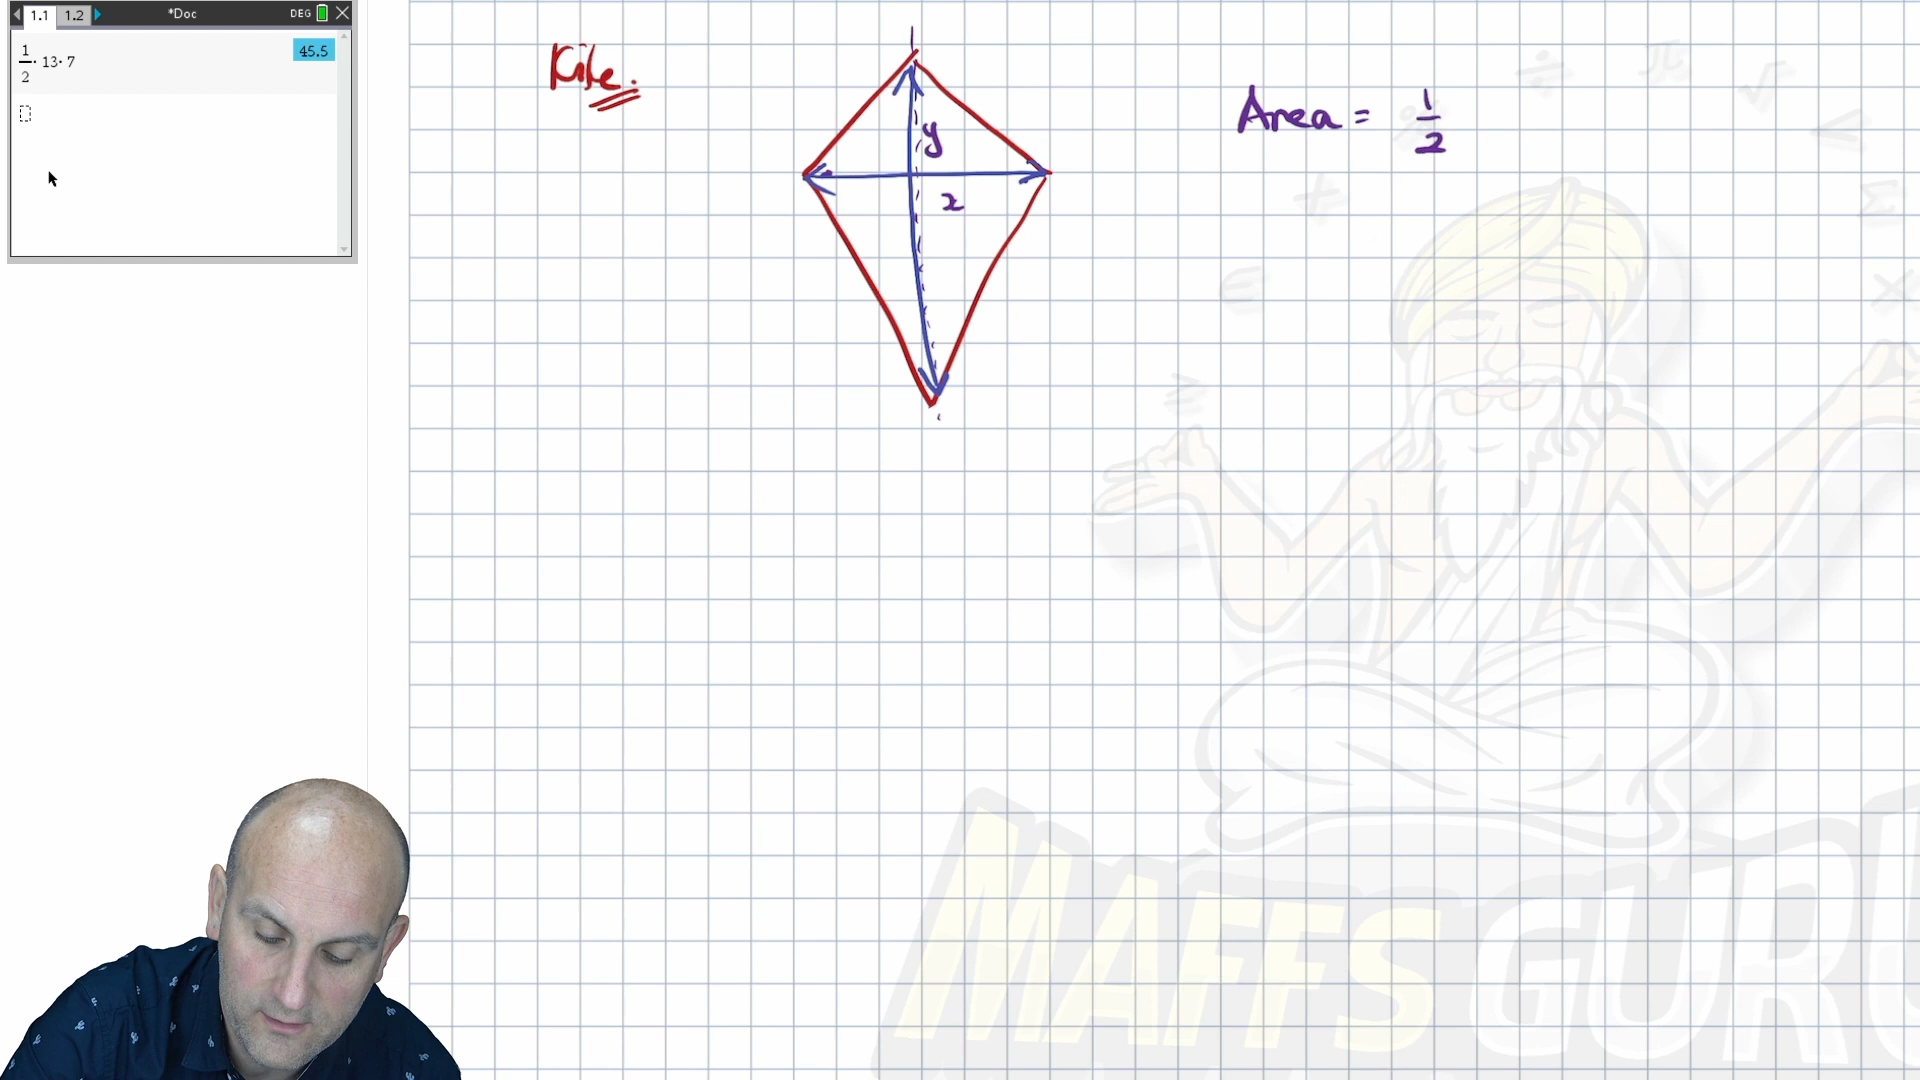 1.1 1.2 *Doc DEG
1/2 · 13 · 7 45.5
Kite.
y
x
Area = 1/2
÷ π √
%
<
+ Σ
∈ ×
≥
MAFFS GURU